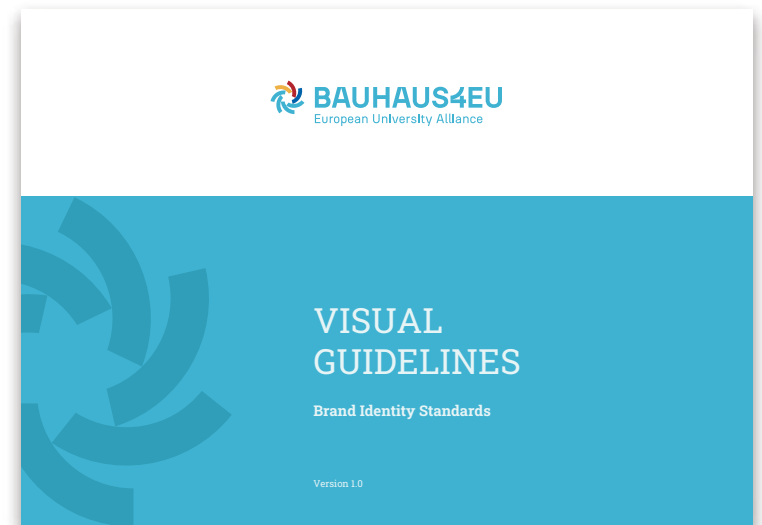 BAUHAUS4EU
European University Alliance
VISUAL
GUIDELINES
Brand Identity Standards
Version 1.0